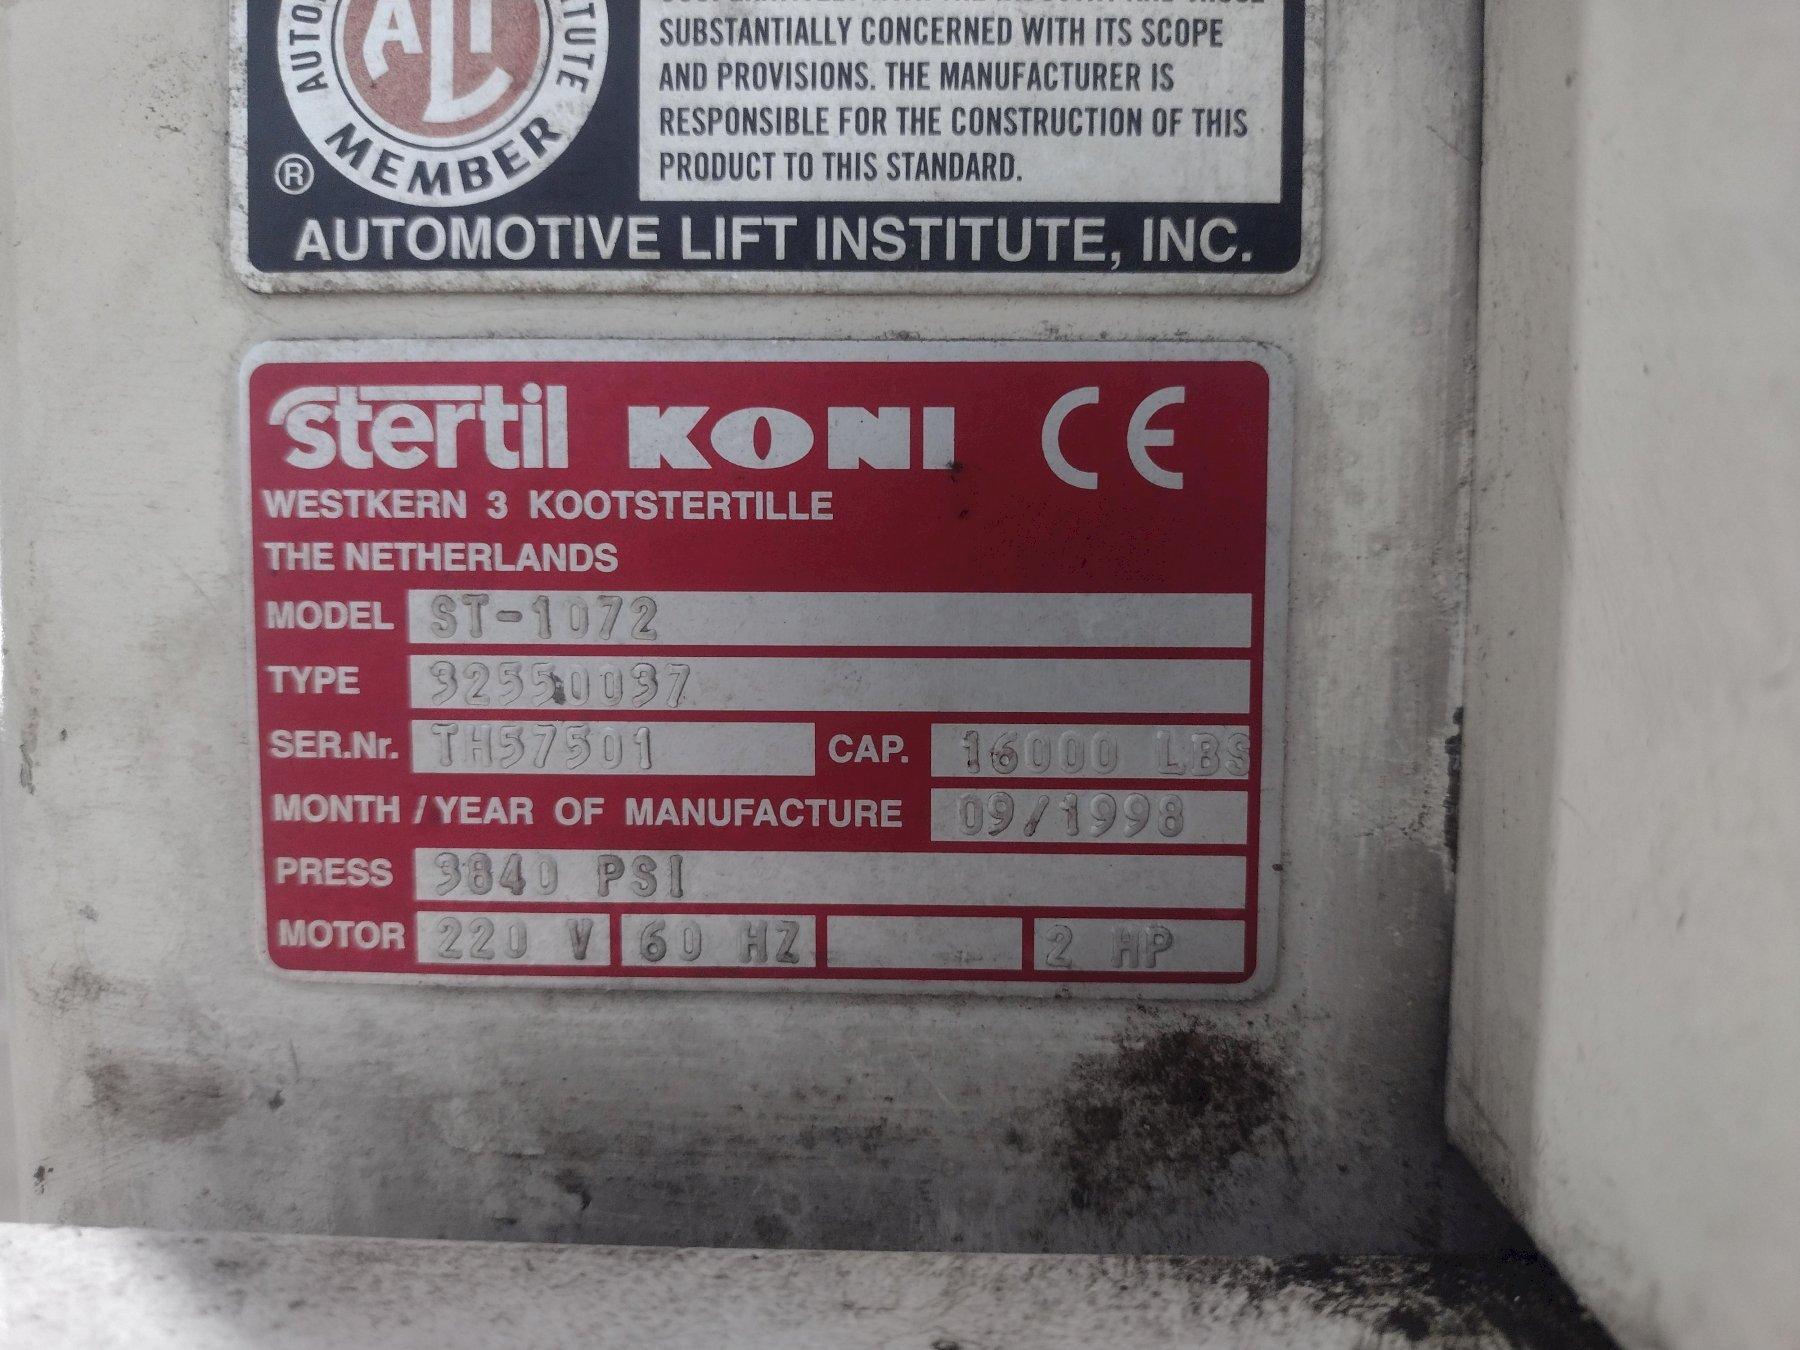 AUTOMOTIVE LIFT INSTITUTE
ALI
MEMBER
®
SUBSTANTIALLY CONCERNED WITH ITS SCOPE
AND PROVISIONS. THE MANUFACTURER IS
RESPONSIBLE FOR THE CONSTRUCTION OF THIS
PRODUCT TO THIS STANDARD.
AUTOMOTIVE LIFT INSTITUTE, INC.
stertil KONI CE
WESTKERN 3 KOOTSTERTILLE
THE NETHERLANDS
MODEL ST-1072
TYPE 32550037
SER.Nr. TH57501 CAP. 16000 LBS
MONTH / YEAR OF MANUFACTURE 09/1998
PRESS 3840 PSI
MOTOR 220 V 60 HZ 2 HP